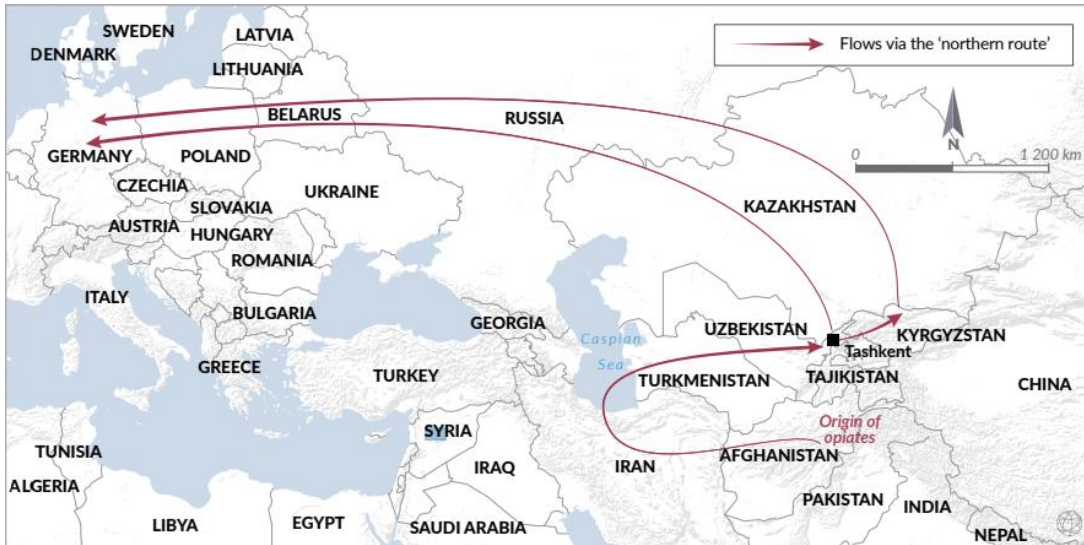 SWEDEN
LATVIA
DENMARK
LITHUANIA
Flows via the ‘northern route’
BELARUS
RUSSIA
N
GERMANY
POLAND
0
1 200 km
CZECHIA
UKRAINE
SLOVAKIA
KAZAKHSTAN
AUSTRIA
HUNGARY
ROMANIA
ITALY
BULGARIA
GEORGIA
UZBEKISTAN
KYRGYZSTAN
Caspian
Sea
Tashkent
GREECE
TURKEY
TURKMENISTAN
TAJIKISTAN
CHINA
Origin of
opiates
SYRIA
TUNISIA
IRAQ
IRAN
AFGHANISTAN
ALGERIA
PAKISTAN
INDIA
LIBYA
EGYPT
SAUDI ARABIA
NEPAL